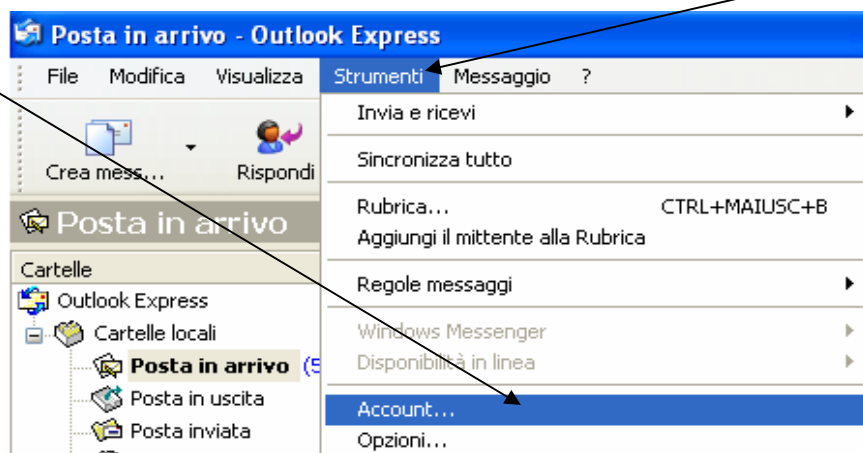 Posta in arrivo - Outlook Express
File Modifica Visualizza Strumenti Messaggio ?
Crea mess... Rispondi
Posta in arrivo
Cartelle
Outlook Express
Cartelle locali
Posta in arrivo (5
Posta in uscita
Posta inviata
Invia e ricevi
Sincronizza tutto
Rubrica... CTRL+MAIUSC+B
Aggiungi il mittente alla Rubrica
Regole messaggi
Windows Messenger
Disponibilità in linea
Account...
Opzioni...